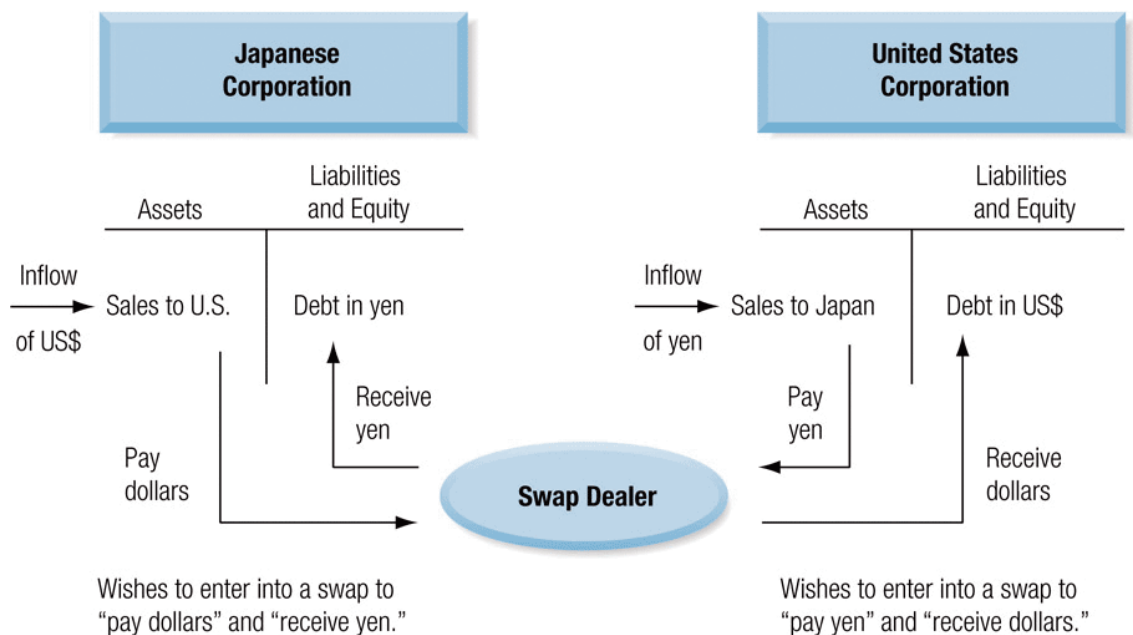 Japanese
Corporation
United States
Corporation
Assets
Liabilities
and Equity
Assets
Liabilities
and Equity
Inflow
of US$
Sales to U.S.
Debt in yen
Inflow
of yen
Sales to Japan
Debt in US$
Receive
yen
Pay
yen
Pay
dollars
Receive
dollars
Swap Dealer
Wishes to enter into a swap to
“pay dollars” and “receive yen.”
Wishes to enter into a swap to
“pay yen” and “receive dollars.”